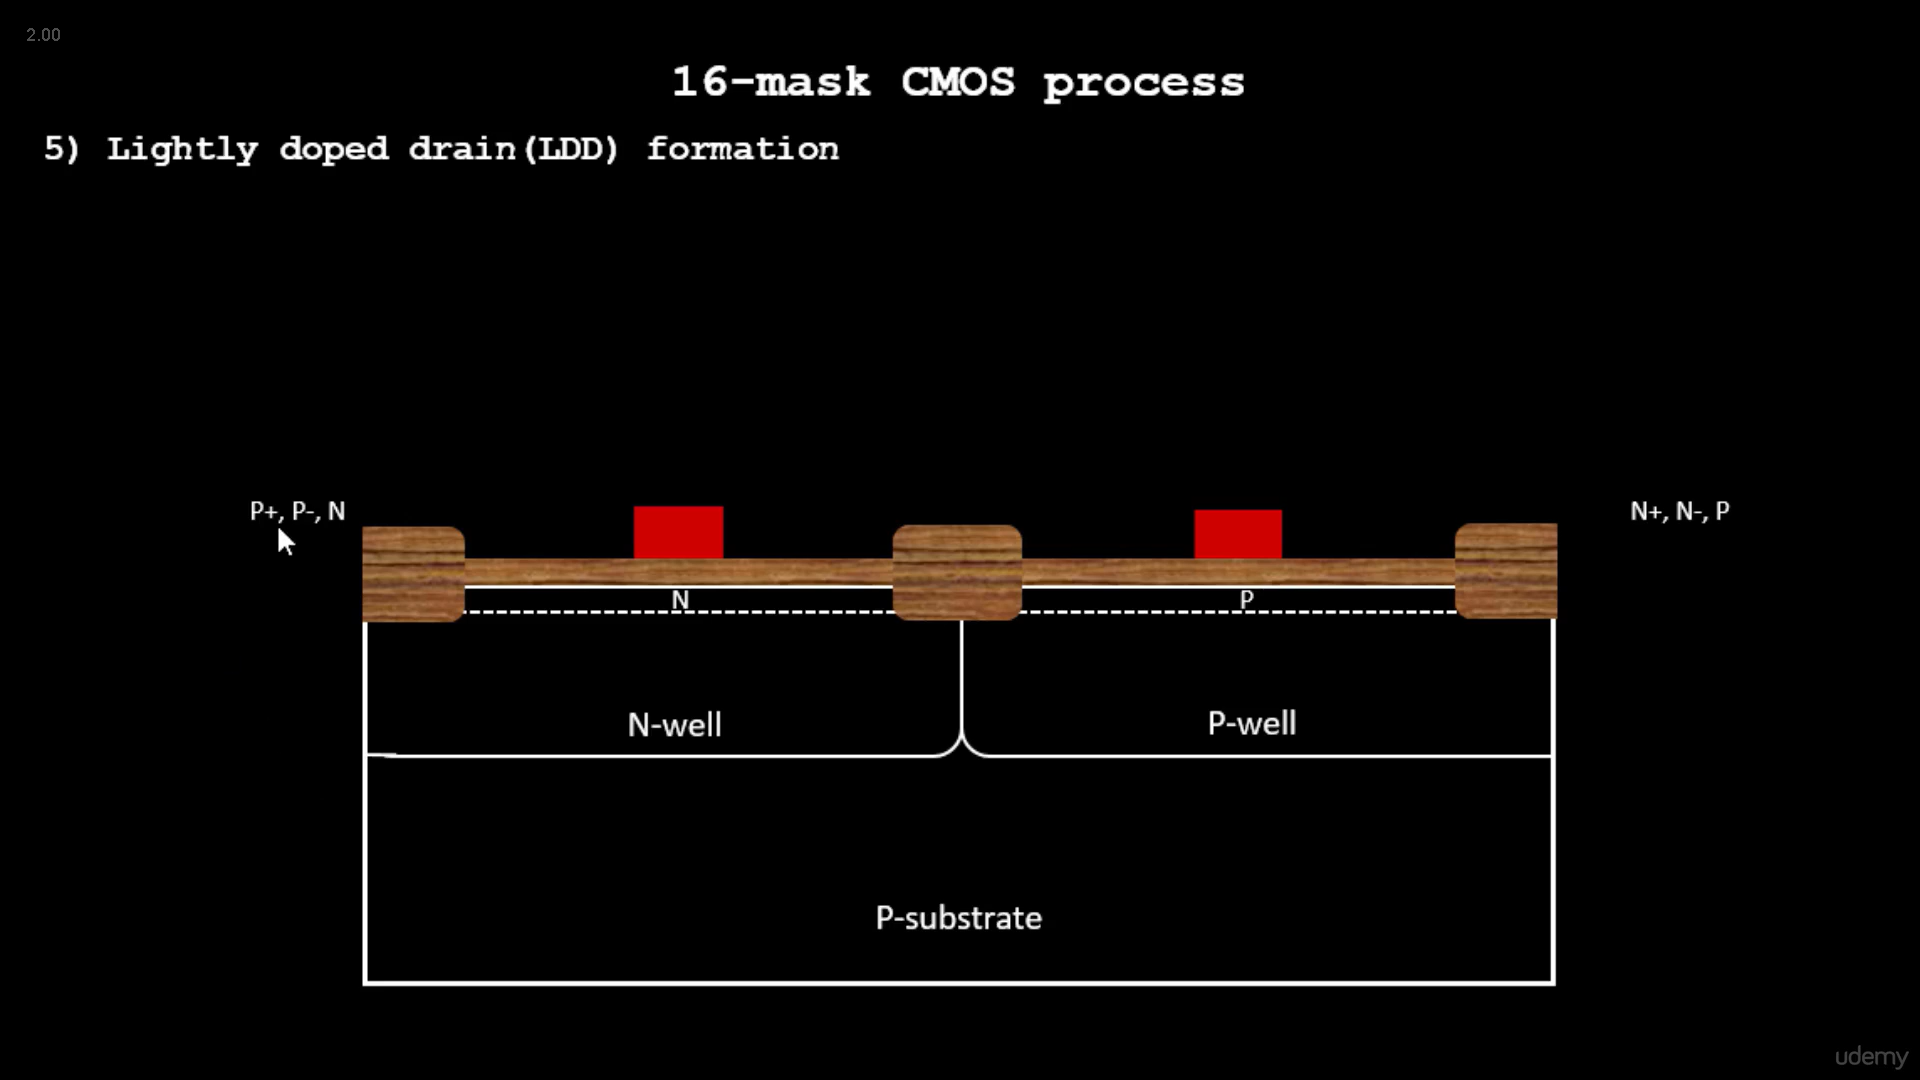 2.00
16-mask CMOS process
5) Lightly doped drain(LDD) formation
P+, P-, N
N+, N-, P
N
P
N-well
P-well
P-substrate
udemy